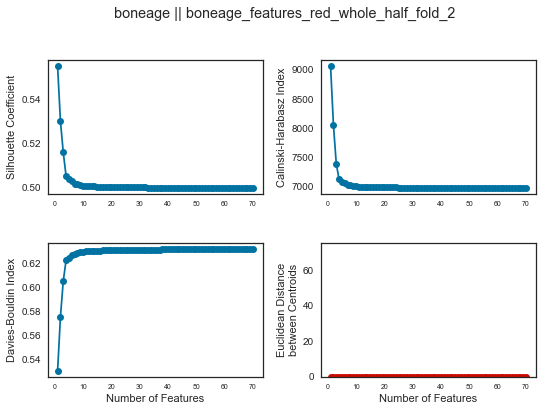 boneage || boneage_features_red_whole_half_fold_2
Silhouette Coefficient
0.54
0.52
0.50
0 10 20 30 40 50 60 70
Calinski-Harabasz Index
9000
8500
8000
7500
7000
0 10 20 30 40 50 60 70
Davies-Bouldin Index
0.62
0.60
0.58
0.56
0.54
0 10 20 30 40 50 60 70
Number of Features
Euclidean Distance
between Centroids
60
40
20
0
0 10 20 30 40 50 60 70
Number of Features